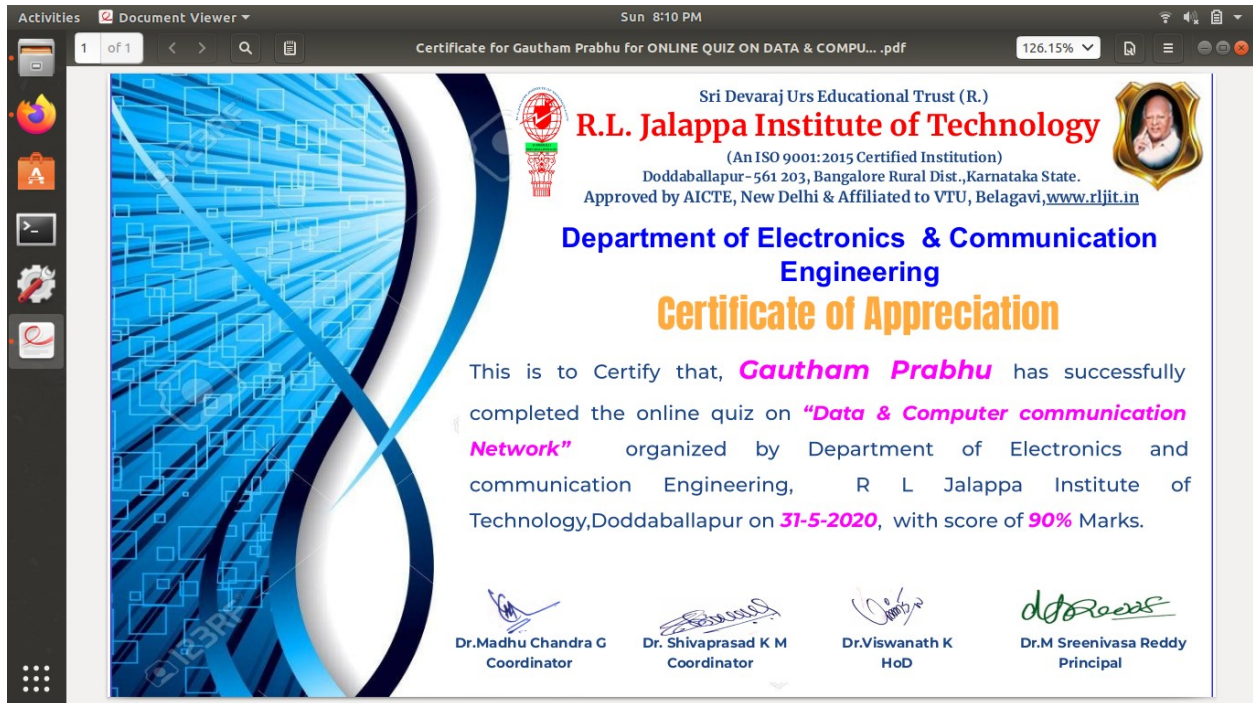 Activities Document Viewer Sun 8:10 PM
1 of 1 Certificate for Gautham Prabhu for ONLINE QUIZ ON DATA & COMPU... .pdf 126.15%
Sri Devaraj Urs Educational Trust (R.)
R.L. Jalappa Institute of Technology
(An ISO 9001:2015 Certified Institution)
Doddaballapur-561 203, Bangalore Rural Dist.,Karnataka State.
Approved by AICTE, New Delhi & Affiliated to VTU, Belagavi,www.rljit.in
Department of Electronics & Communication
Engineering
Certificate of Appreciation
This is to Certify that, Gautham Prabhu has successfully
completed the online quiz on “Data & Computer communication
Network” organized by Department of Electronics and
communication Engineering, R L Jalappa Institute of
Technology,Doddaballapur on 31-5-2020, with score of 90% Marks.
Dr.Madhu Chandra G Dr. Shivaprasad K M Dr.Viswanath K Dr.M Sreenivasa Reddy
Coordinator Coordinator HoD Principal
123RF
123RF